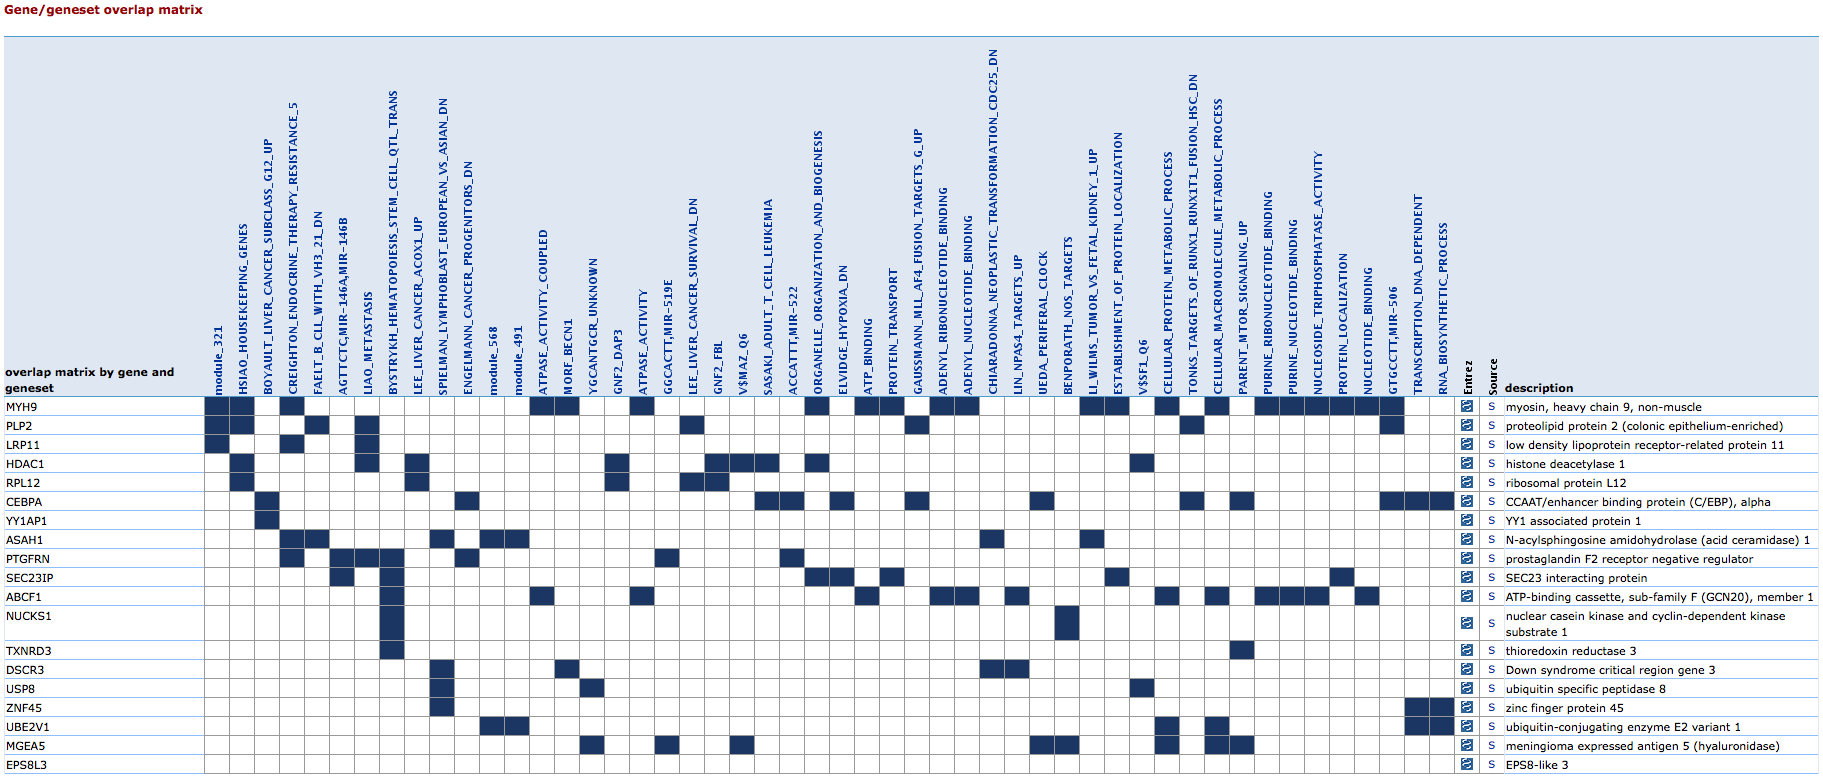 Gene/geneset overlap matrix
overlap matrix by gene and
geneset
module_321
HSIAO_HOUSEKEEPING_GENES
BOYAULT_LIVER_CANCER_SUBCLASS_G12_UP
CREIGHTON_ENDOCRINE_THERAPY_RESISTANCE_5
FAELT_B_CLL_WITH_VH3_21_DN
AGTTCTC,MIR-146A,MIR-146B
LIAO_METASTASIS
BYSTRYKH_HEMATOPOIESIS_STEM_CELL_QTL_TRANS
LEE_LIVER_CANCER_ACOX1_UP
SPIELMAN_LYMPHOBLAST_EUROPEAN_VS_ASIAN_DN
ENGELMANN_CANCER_PROGENITORS_DN
module_568
module_491
ATPASE_ACTIVITY_COUPLED
MORF_BECN1
YGCANTGCR_UNKNOWN
GNF2_DAP3
ATPASE_ACTIVITY
GGCACTT,MIR-519E
LEE_LIVER_CANCER_SURVIVAL_DN
GNF2_FBL
V$MAZ_Q6
SASAKI_ADULT_T_CELL_LEUKEMIA
ACCATTT,MIR-522
ORGANELLE_ORGANIZATION_AND_BIOGENESIS
ELVIDGE_HYPOXIA_DN
ATP_BINDING
PROTEIN_TRANSPORT
GAUSSMANN_MLL_AF4_FUSION_TARGETS_G_UP
ADENYL_RIBONUCLEOTIDE_BINDING
ADENYL_NUCLEOTIDE_BINDING
CHIARADONNA_NEOPLASTIC_TRANSFORMATION_CDC25_DN
LIN_NPAS4_TARGETS_UP
UEDA_PERIFERAL_CLOCK
BENPORATH_NOS_TARGETS
LI_WILMS_TUMOR_VS_FETAL_KIDNEY_1_UP
ESTABLISHMENT_OF_PROTEIN_LOCALIZATION
V$SF1_Q6
CELLULAR_PROTEIN_METABOLIC_PROCESS
TONKS_TARGETS_OF_RUNX1_RUNX1T1_FUSION_HSC_DN
CELLULAR_MACROMOLECULE_METABOLIC_PROCESS
PARENT_MTOR_SIGNALING_UP
PURINE_RIBONUCLEOTIDE_BINDING
PURINE_NUCLEOTIDE_BINDING
NUCLEOSIDE_TRIPHOSPHATASE_ACTIVITY
PROTEIN_LOCALIZATION
NUCLEOTIDE_BINDING
GTGCCTT,MIR-506
TRANSCRIPTION_DNA_DEPENDENT
RNA_BIOSYNTHETIC_PROCESS
Entrez
Source
description
MYH9 S myosin, heavy chain 9, non-muscle
PLP2 S proteolipid protein 2 (colonic epithelium-enriched)
LRP11 S low density lipoprotein receptor-related protein 11
HDAC1 S histone deacetylase 1
RPL12 S ribosomal protein L12
CEBPA S CCAAT/enhancer binding protein (C/EBP), alpha
YY1AP1 S YY1 associated protein 1
ASAH1 S N-acylsphingosine amidohydrolase (acid ceramidase) 1
PTGFRN S prostaglandin F2 receptor negative regulator
SEC23IP S SEC23 interacting protein
ABCF1 S ATP-binding cassette, sub-family F (GCN20), member 1
NUCKS1 S nuclear casein kinase and cyclin-dependent kinase
substrate 1
TXNRD3 S thioredoxin reductase 3
DSCR3 S Down syndrome critical region gene 3
USP8 S ubiquitin specific peptidase 8
ZNF45 S zinc finger protein 45
UBE2V1 S ubiquitin-conjugating enzyme E2 variant 1
MGEA5 S meningioma expressed antigen 5 (hyaluronidase)
EPS8L3 S EPS8-like 3